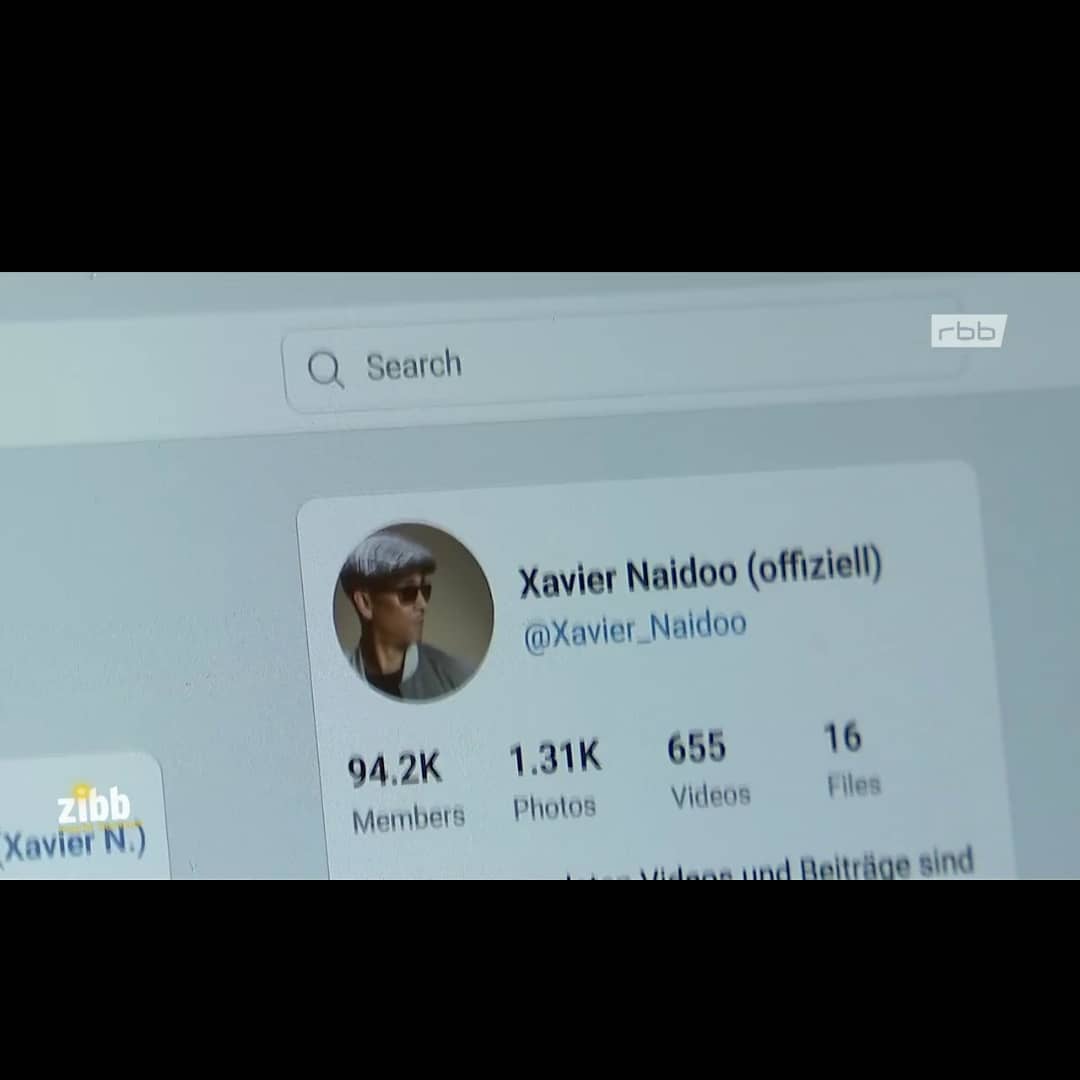 rbb
Search
Xavier Naidoo (offiziell)
@Xavier_Naidoo
94.2K 1.31K 655 16
Members Photos Videos Files
zibb
(Xavier N.)
Videos und Beiträge sind